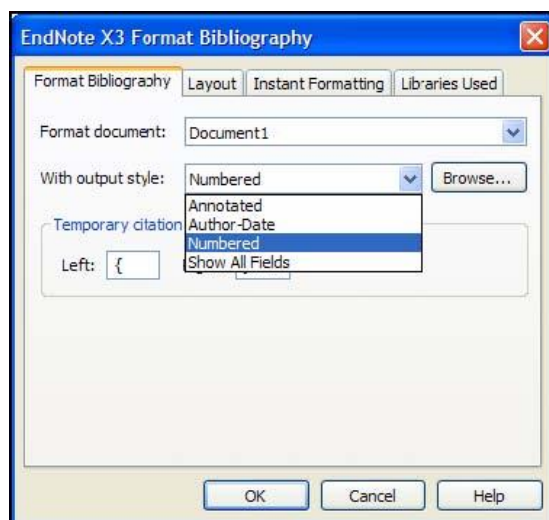 EndNote X3 Format Bibliography
Format Bibliography Layout Instant Formatting Libraries Used
Format document: Document1
With output style: Numbered Browse...
Annotated
Temporary citation Author-Date
Numbered
Left: { Show All Fields
OK Cancel Help